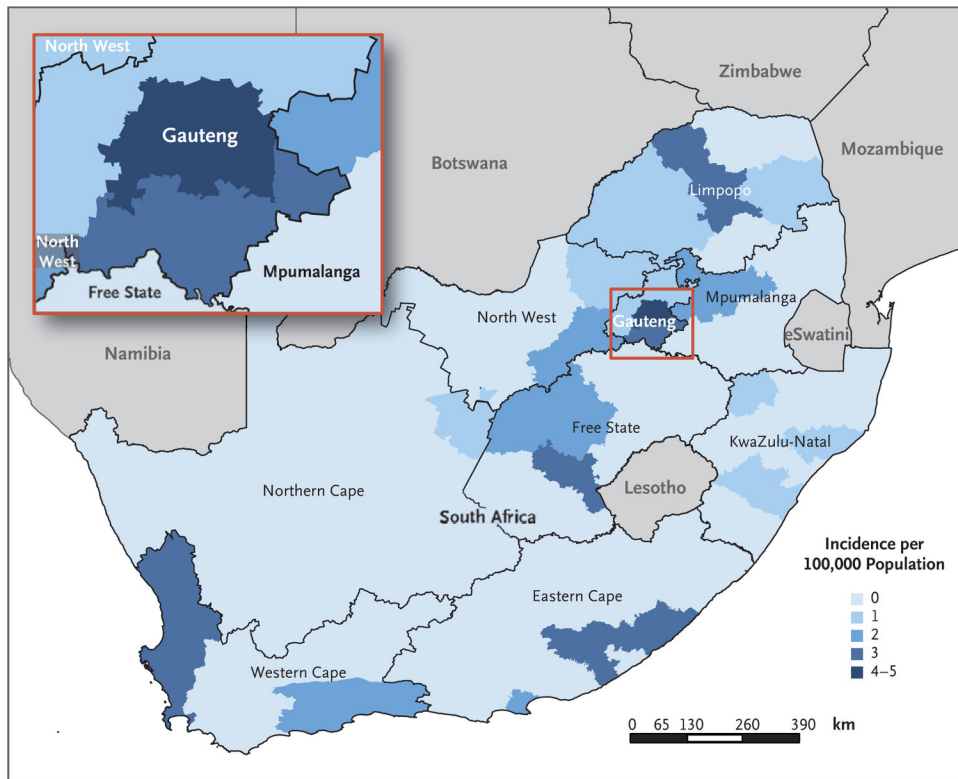 North West
Gauteng
North
West
Free State
Mpumalanga
Zimbabwe
Botswana
Mozambique
Limpopo
Mpumalanga
North West
Gauteng
eSwatini
Namibia
Free State
KwaZulu-Natal
Northern Cape
Lesotho
South Africa
Eastern Cape
Western Cape
Incidence per
100,000 Population
0
1
2
3
4–5
0 65 130 260 390 km